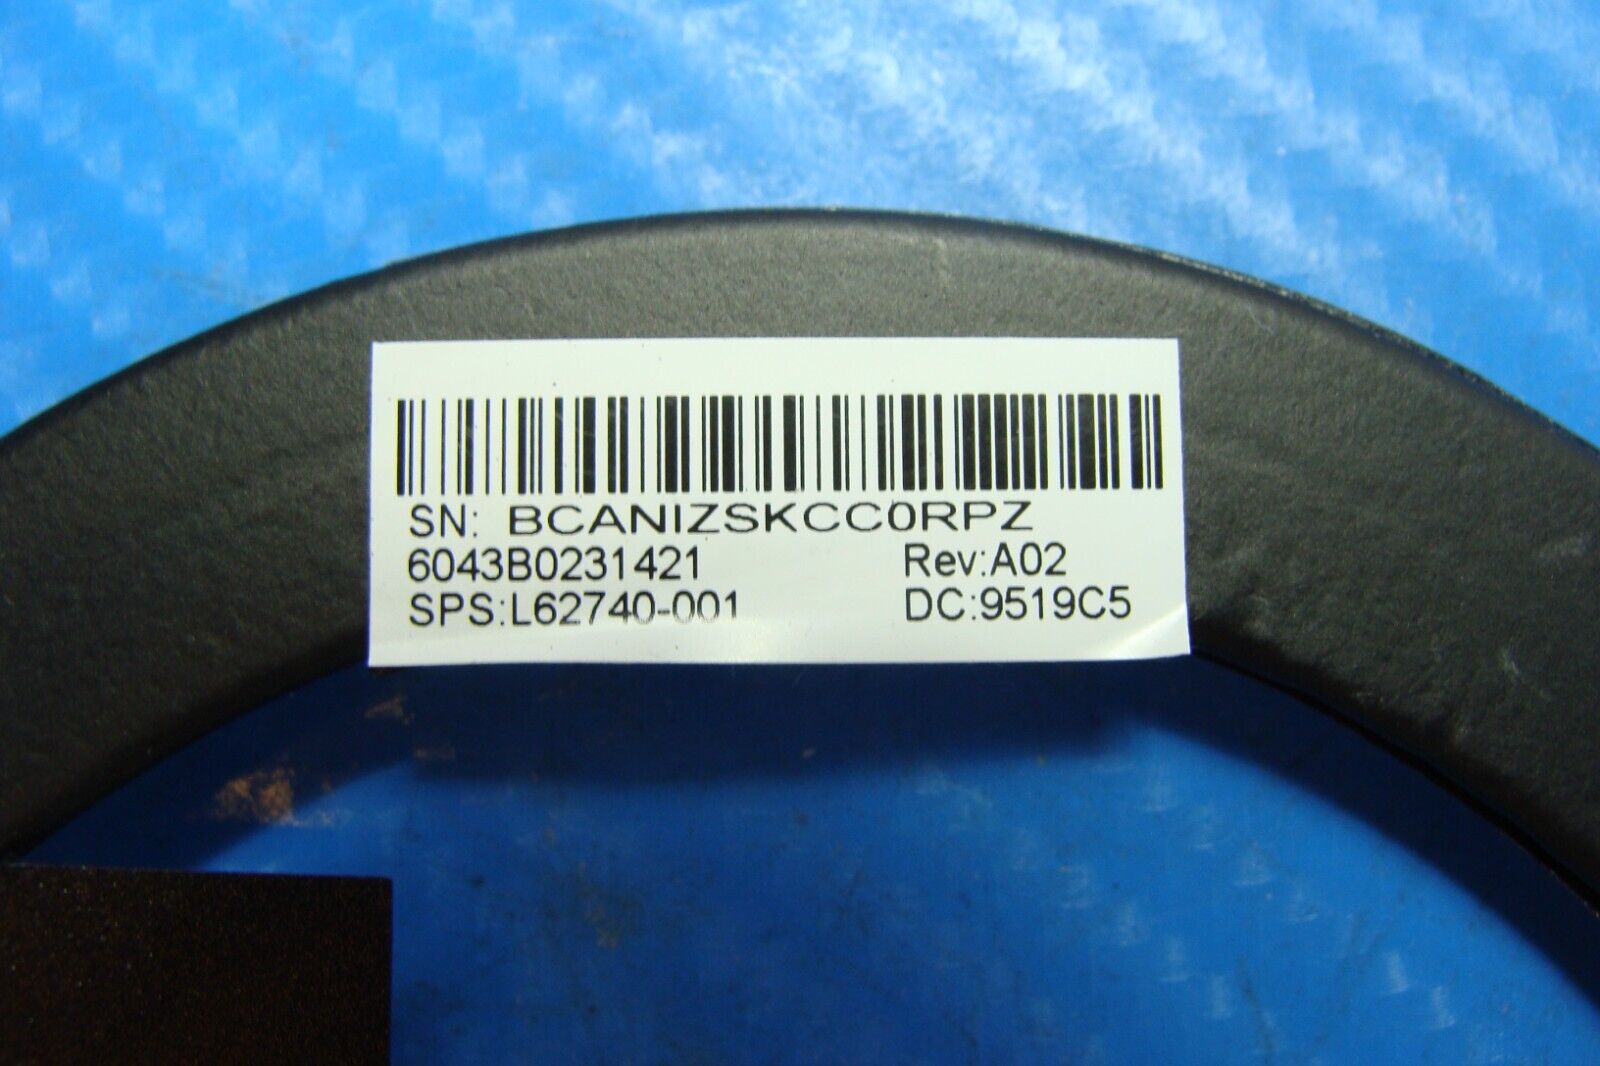 SN: BCANIZSKCC0RPZ
6043B0231421 Rev:A02
SPS:L62740-001 DC:9519C5